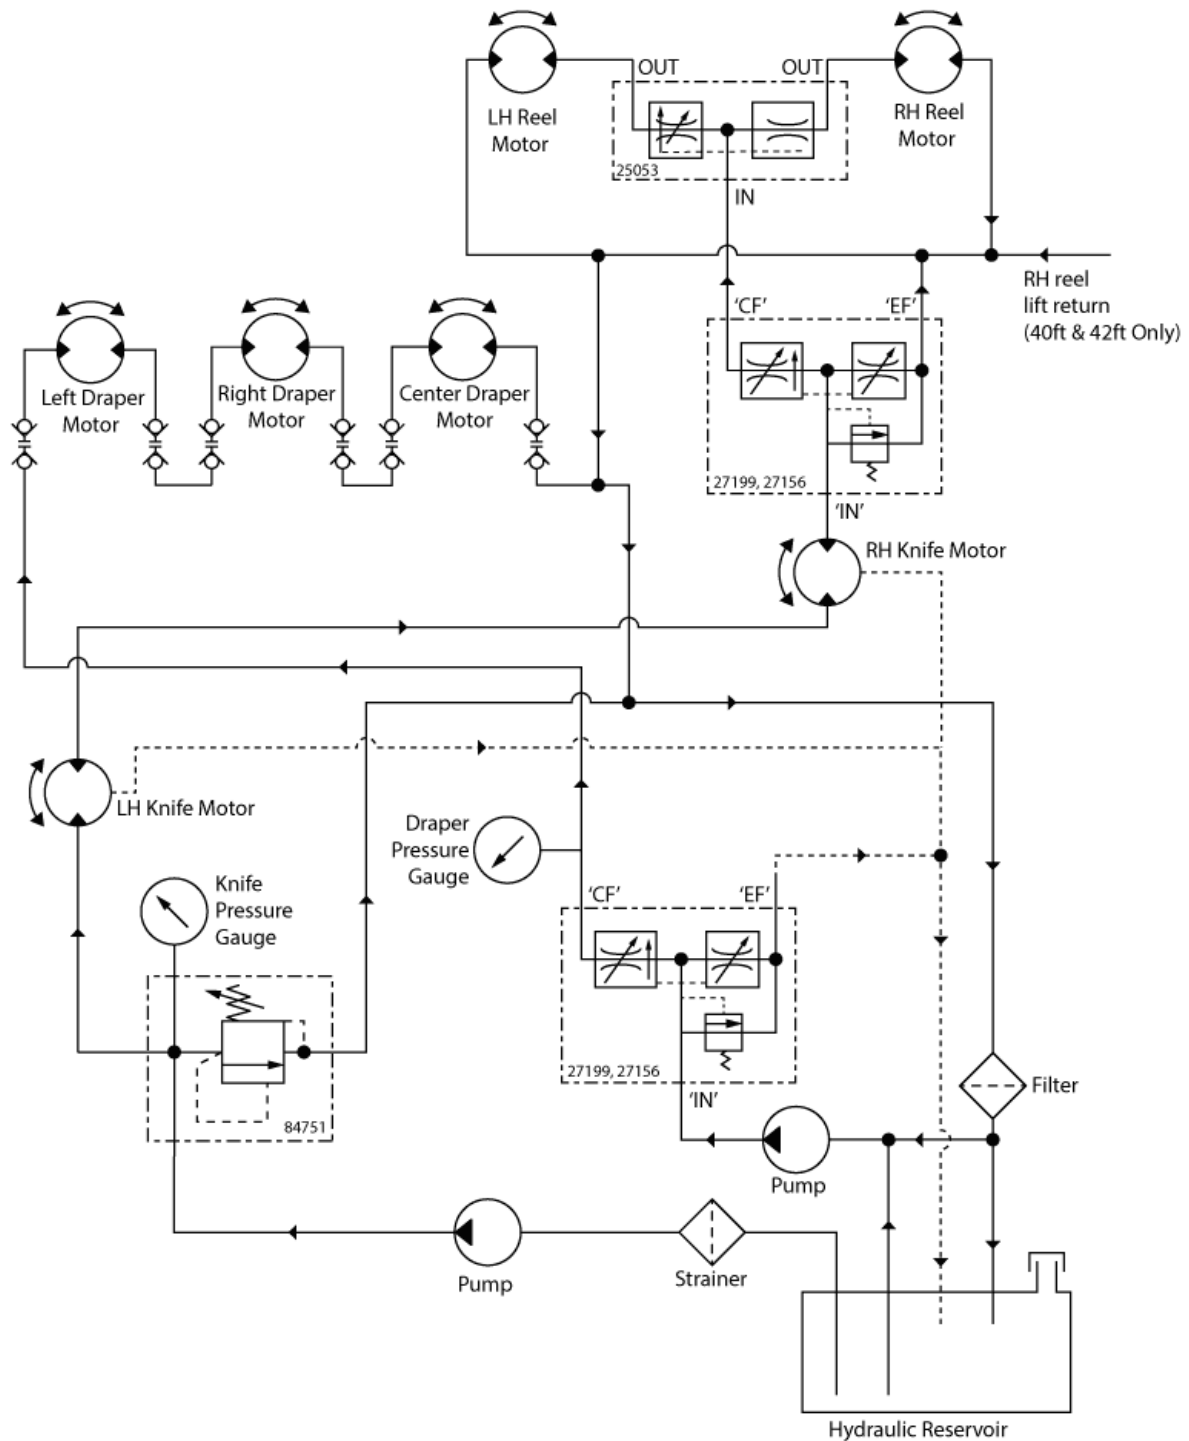 OUT
OUT
LH Reel
Motor
RH Reel
Motor
25053
IN
RH reel
lift return
(40ft & 42ft Only)
‘CF’
‘EF’
Left Draper
Motor
Right Draper
Motor
Center Draper
Motor
27199, 27156
‘IN’
RH Knife Motor
LH Knife Motor
Draper
Pressure
Gauge
Knife
Pressure
Gauge
‘CF’
‘EF’
27199, 27156
‘IN’
84751
Filter
Pump
Pump
Strainer
Hydraulic Reservoir